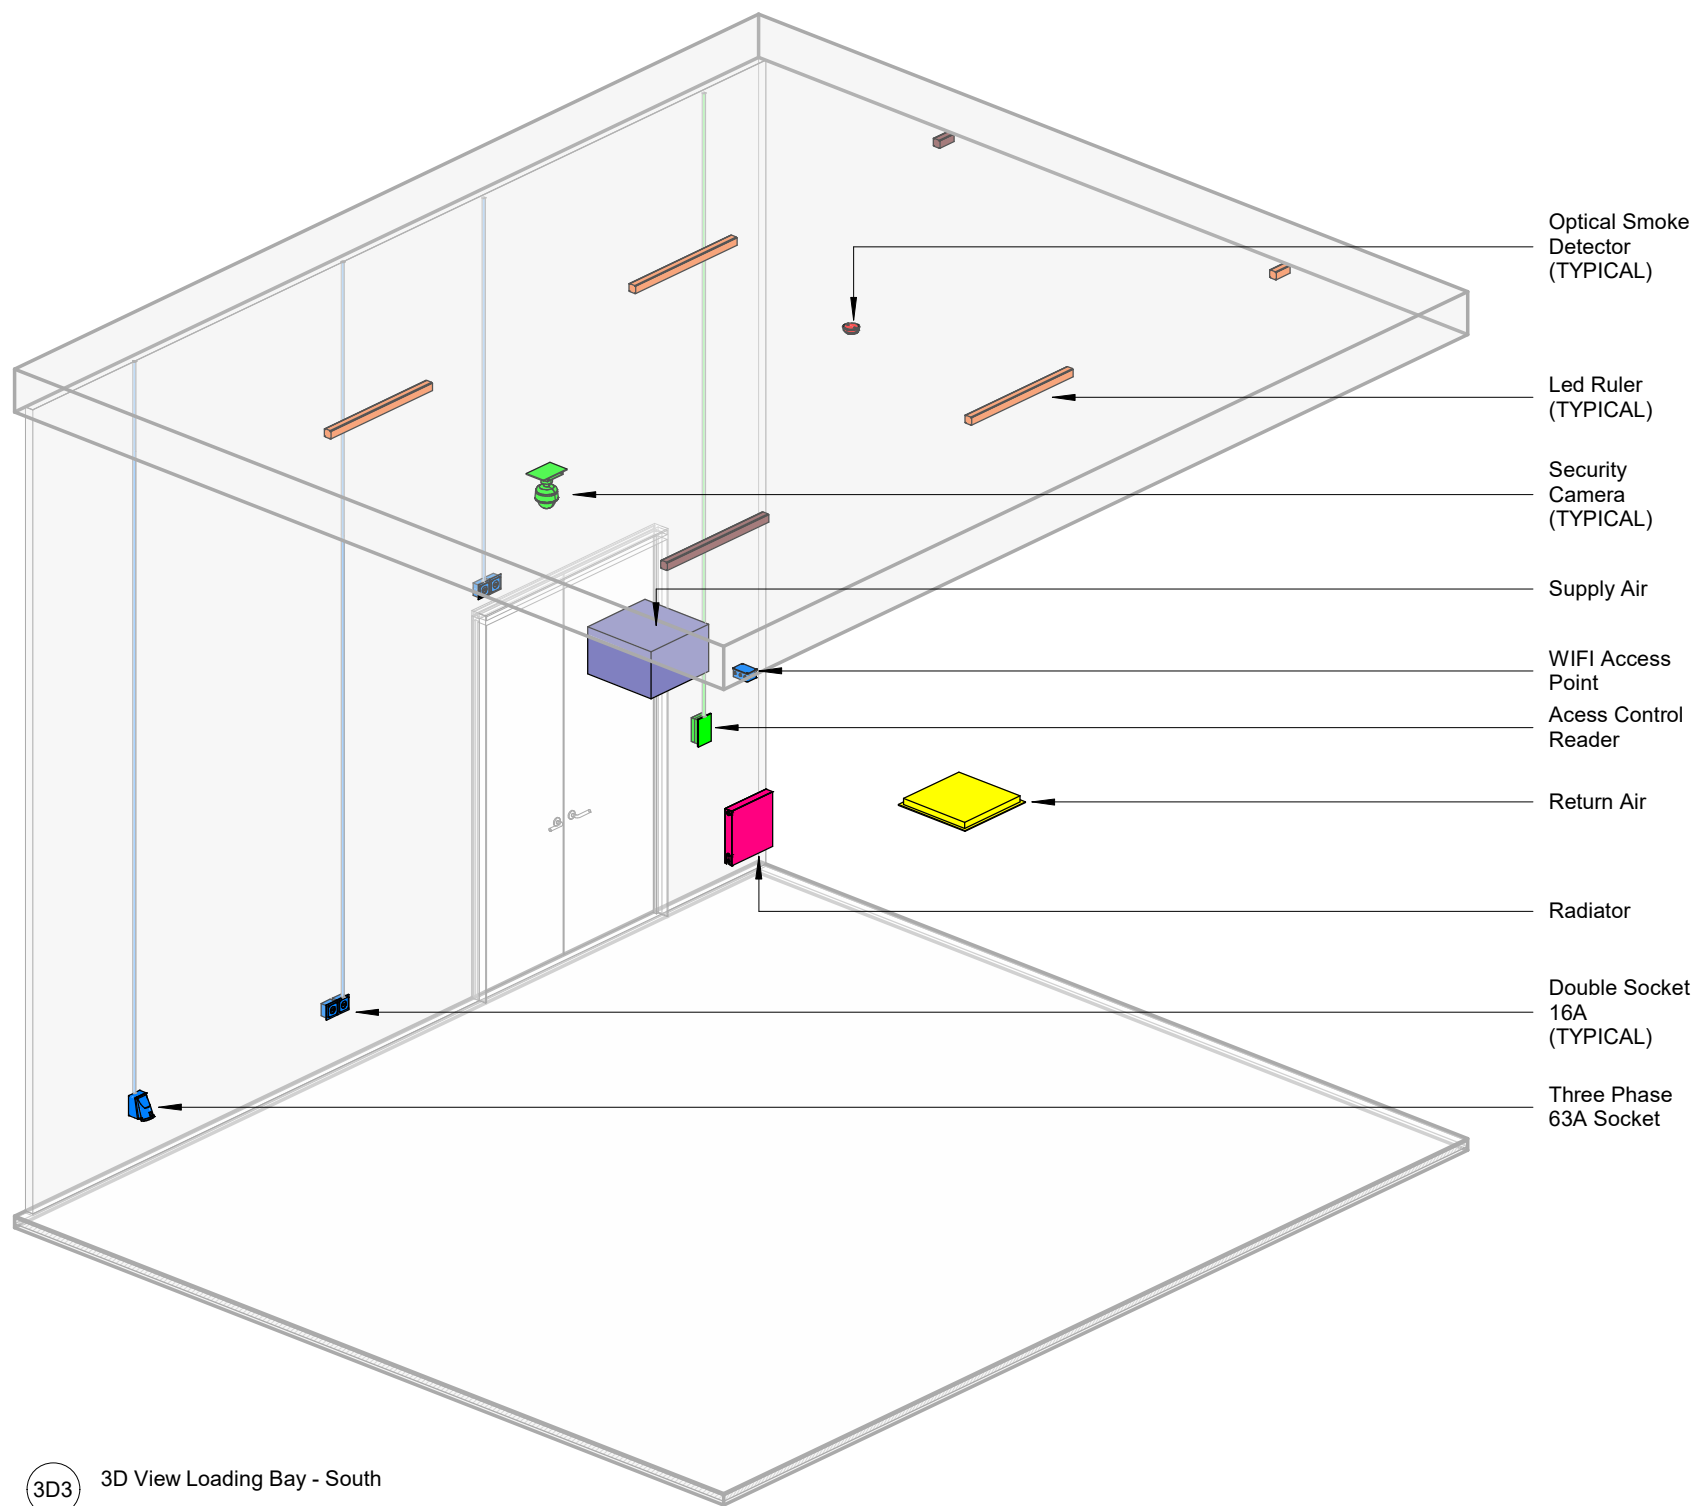 Optical Smoke
Detector
(TYPICAL)
Led Ruler
(TYPICAL)
Security
Camera
(TYPICAL)
Supply Air
WIFI Access
Point
Acess Control
Reader
Return Air
Radiator
Double Socket
16A
(TYPICAL)
Three Phase
63A Socket
3D3
3D View Loading Bay - South